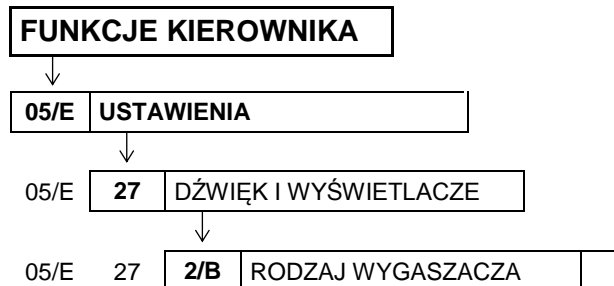 FUNKCJE KIEROWNIKA
05/E USTAWIENIA
05/E 27 DŹWIĘK I WYŚWIETLACZE
05/E 27 2/B RODZAJ WYGASZACZA